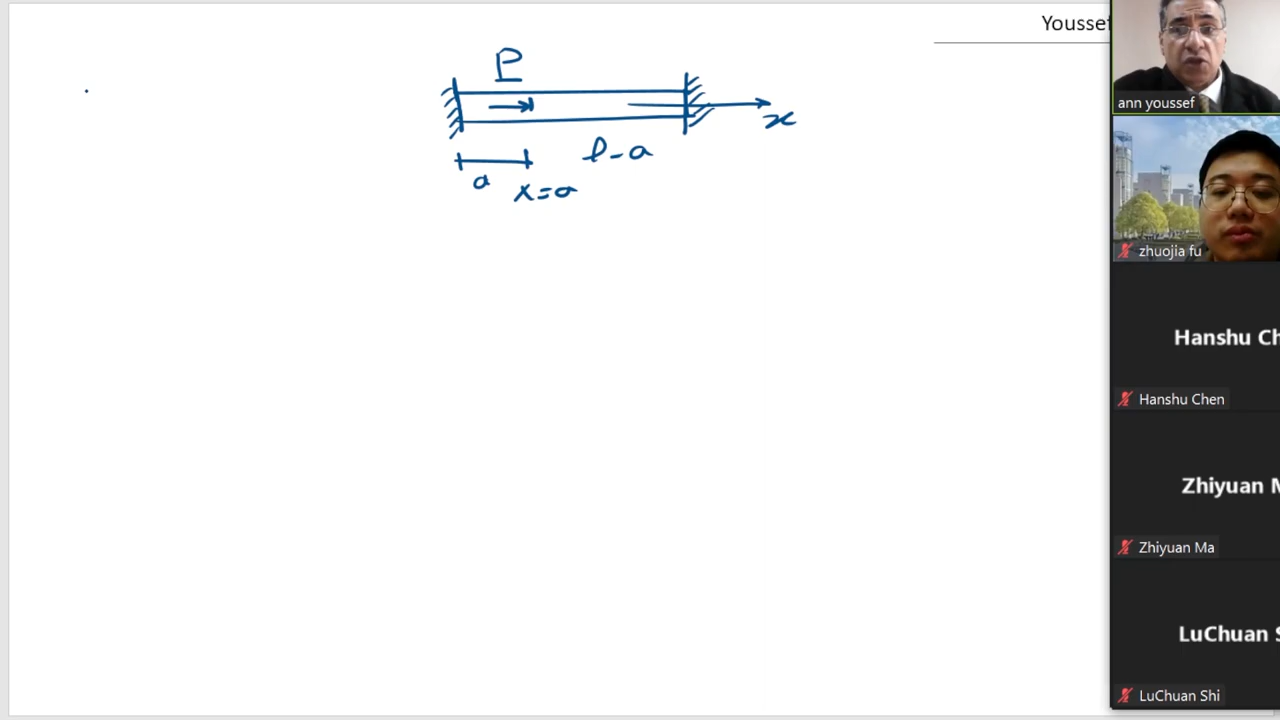 Youssef
P
x
l-a
a
x=a
ann youssef
zhuojia fu
Hanshu Ch
Hanshu Chen
Zhiyuan M
Zhiyuan Ma
LuChuan S
LuChuan Shi